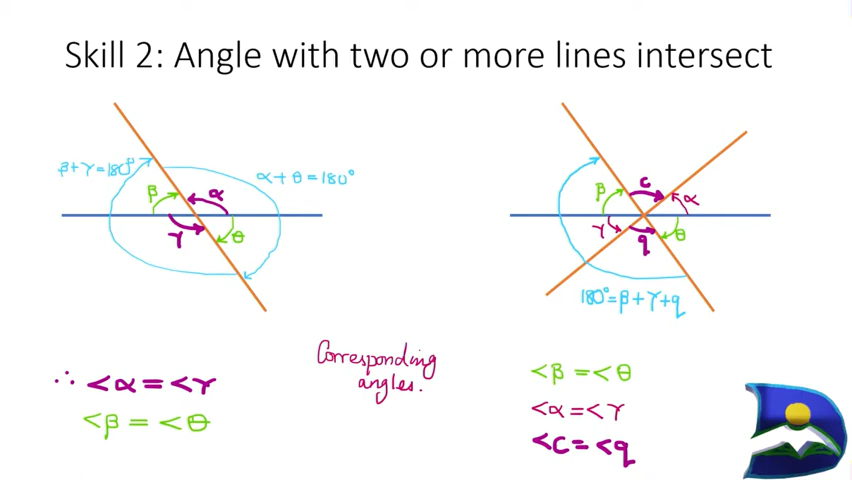 Skill 2: Angle with two or more lines intersect
β+γ=180°
α+θ=180°
β
α
γ
θ
β
c
α
γ
q
θ
180°=β+γ+q
∴ <α=<γ
<β=<θ
Corresponding
angles.
<β=<θ
<α=<γ
<c=<q